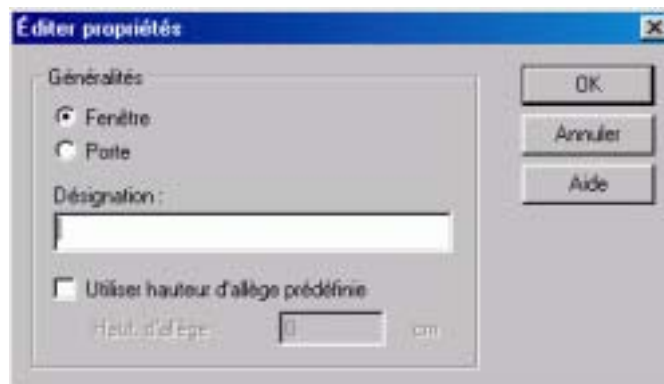 Éditer propriétés
Généralités
Fenêtre
Porte
Désignation :
Utiliser hauteur d'allège prédéfinie
Haut. d'allège 0 cm
OK
Annuler
Aide